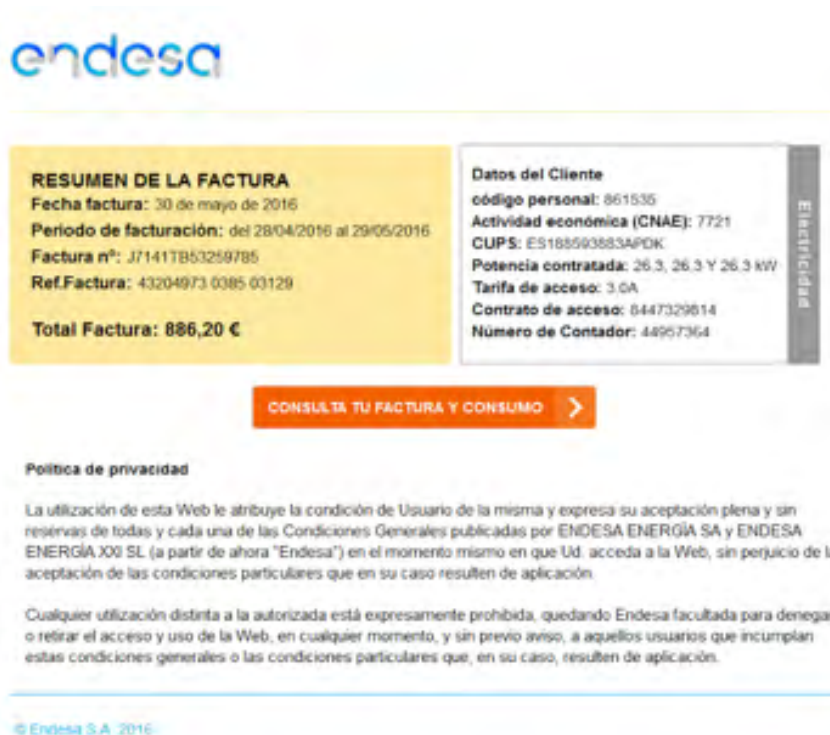 endesa
RESUMEN DE LA FACTURA
Fecha factura: 30 de mayo de 2016
Periodo de facturación: del 28/04/2016 al 29/05/2016
Factura nº: J7141TB53259785
Ref.Factura: 43204973 0385 03129
Total Factura: 886,20 €
Datos del Cliente
código personal: 861535
Actividad económica (CNAE): 7721
CUPS: ES188593883APDK
Potencia contratada: 26.3, 26.3 Y 26.3 kW
Tarifa de acceso: 3.0A
Contrato de acceso: 8447329814
Número de Contador: 44957364
Electricidad
CONSULTA TU FACTURA Y CONSUMO
Política de privacidad
La utilización de esta Web le atribuye la condición de Usuario de la misma y expresa su aceptación plena y sin
reservas de todas y cada una de las Condiciones Generales publicadas por ENDESA ENERGÍA SA y ENDESA
ENERGÍA XXI SL (a partir de ahora "Endesa") en el momento mismo en que Ud. acceda a la Web, sin perjuicio de l
aceptación de las condiciones particulares que en su caso resulten de aplicación.
Cualquier utilización distinta a la autorizada está expresamente prohibida, quedando Endesa facultada para denega
o retirar el acceso y uso de la Web, en cualquier momento, y sin previo aviso, a aquellos usuarios que incumplan
estas condiciones generales o las condiciones particulares que, en su caso, resulten de aplicación.
© Endesa S.A. 2016